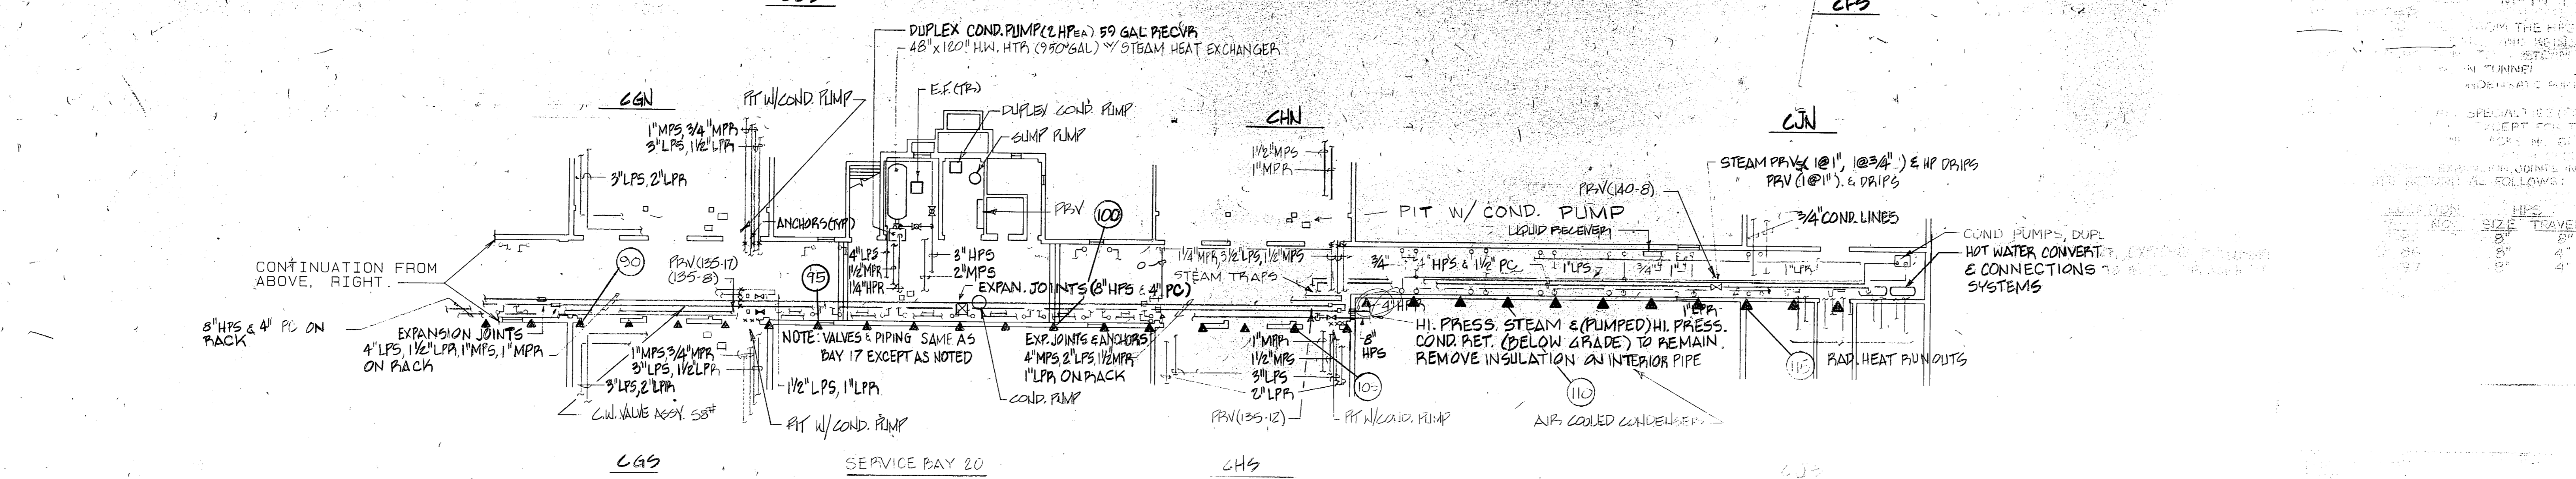 CFS
DUPLEX COND. PUMP (2 HP EA) 59 GAL RECVR
48"x120" H.W. HTR (950 GAL) W/ STEAM HEAT EXCHANGER
CGN
PIT W/COND. PUMP
E.F. (TR)
DUPLEX COND. PUMP
SUMP PUMP
CHN
CJN
1"MPS, 3/4"MPR
3"LPS, 1½"LPR
1½"MPS
1"MPR
STEAM PRVS( 1@1", 1@3/4" ) & HP DRIPS
PRV (1@1") & DRIPS
3"LPS, 2"LPR
PRV(140-8)
PRV
100
PIT W/ COND. PUMP
3/4"COND. LINES
ANCHORS(TYP)
LIQUID RECEIVER
COND. PUMPS, DUPL
HOT WATER CONVERT
& CONNECTIONS
SYSTEMS
CONTINUATION FROM
ABOVE, RIGHT.
90
PRV(135-17)
(135-8)
95
4"LPS
1½"MPR
1¼"HPR
3"HPS
2"MPS
1¼"MPR, 3½"LPS, 1½"MPS
STEAM TRAPS
3/4"
"HPS & 1½" PC
1"LPS
3/4"
1"
1"LPR
EXPAN. JOINTS (8"HPS & 4" PC)
8"HPS & 4" PC ON
RACK
EXPANSION JOINTS
4"LPS, 1½"LPR, 1"MPS, 1"MPR
ON RACK
1"MPS, 3/4"MPR
3"LPS, 1½"LPR
3"LPS, 2"LPR
C.W. VALVE ASSY. 58#
NOTE: VALVES & PIPING SAME AS
BAY 17 EXCEPT AS NOTED
EXP. JOINTS & ANCHORS
4"MPS, 2"LPS, 1½"MPR
1"LPR ON RACK
1½"LPS, 1"LPR
PIT W/ COND. PUMP
COND. PUMP
1"MPR
1½"MPS
3"LPS
2"LPR
PRV(135-12)
PIT W/COND. PUMP
4"HPR
8"
HPS
1"LPR
HI. PRESS. STEAM & (PUMPED) HI. PRESS.
COND. RET. (BELOW GRADE) TO REMAIN.
REMOVE INSULATION ON INTERIOR PIPE
110
115
RAD. HEAT RUNOUTS
AIR COOLED CONDENSERS
CGS
SERVICE BAY 20
CHS
SIZE